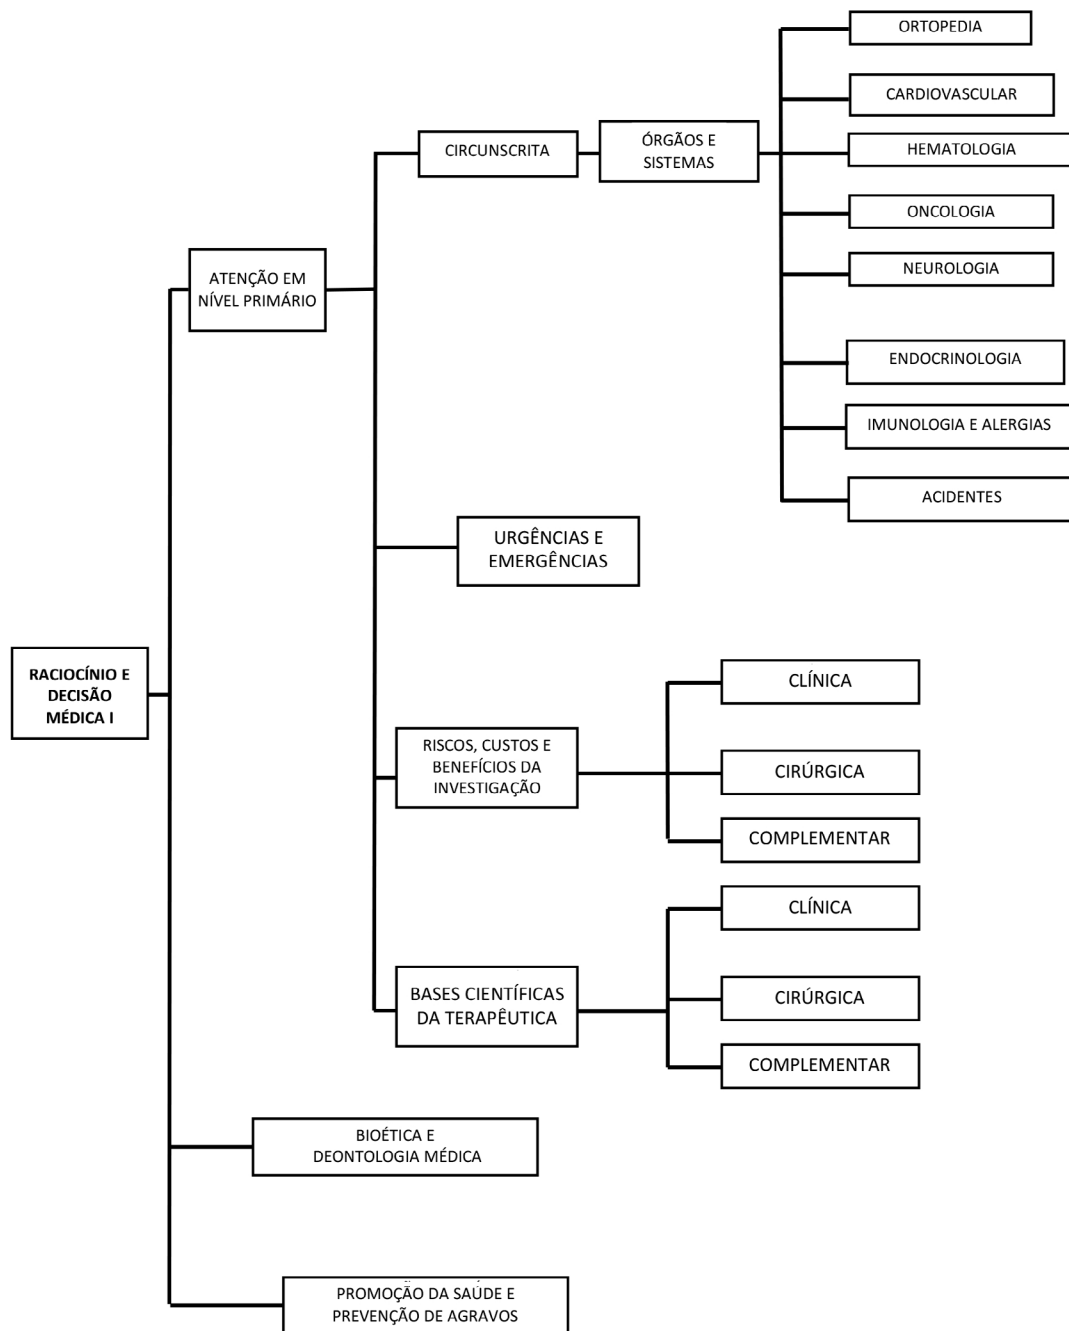 ORTOPEDIA
CARDIOVASCULAR
CIRCUNSCRITA
ÓRGÃOS E
SISTEMAS
HEMATOLOGIA
ONCOLOGIA
ATENÇÃO EM
NÍVEL PRIMÁRIO
NEUROLOGIA
ENDOCRINOLOGIA
IMUNOLOGIA E ALERGIAS
ACIDENTES
URGÊNCIAS E
EMERGÊNCIAS
RACIOCÍNIO E
DECISÃO
MÉDICA I
CLÍNICA
RISCOS, CUSTOS E
BENEFÍCIOS DA
INVESTIGAÇÃO
CIRÚRGICA
COMPLEMENTAR
CLÍNICA
BASES CIENTÍFICAS
DA TERAPÊUTICA
CIRÚRGICA
COMPLEMENTAR
BIOÉTICA E
DEONTOLOGIA MÉDICA
PROMOÇÃO DA SAÚDE E
PREVENÇÃO DE AGRAVOS